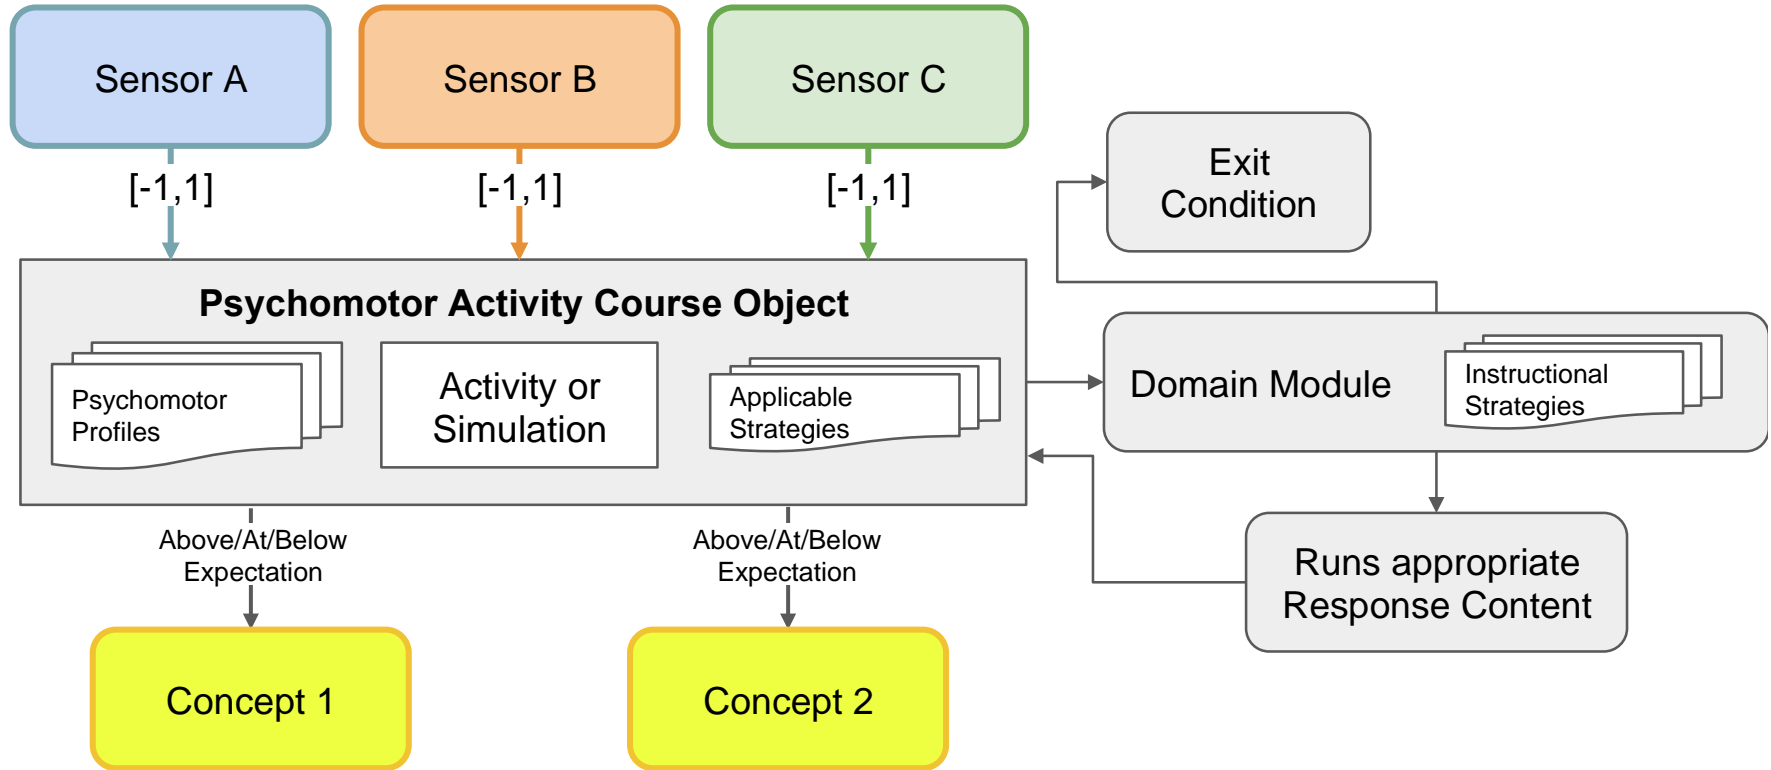 Sensor A
Sensor B
Sensor C
[-1,1]
[-1,1]
[-1,1]
Exit
Condition
Psychomotor Activity Course Object
Psychomotor
Profiles
Activity or
Simulation
Applicable
Strategies
Domain Module
Instructional
Strategies
Above/At/Below
Expectation
Above/At/Below
Expectation
Runs appropriate
Response Content
Concept 1
Concept 2